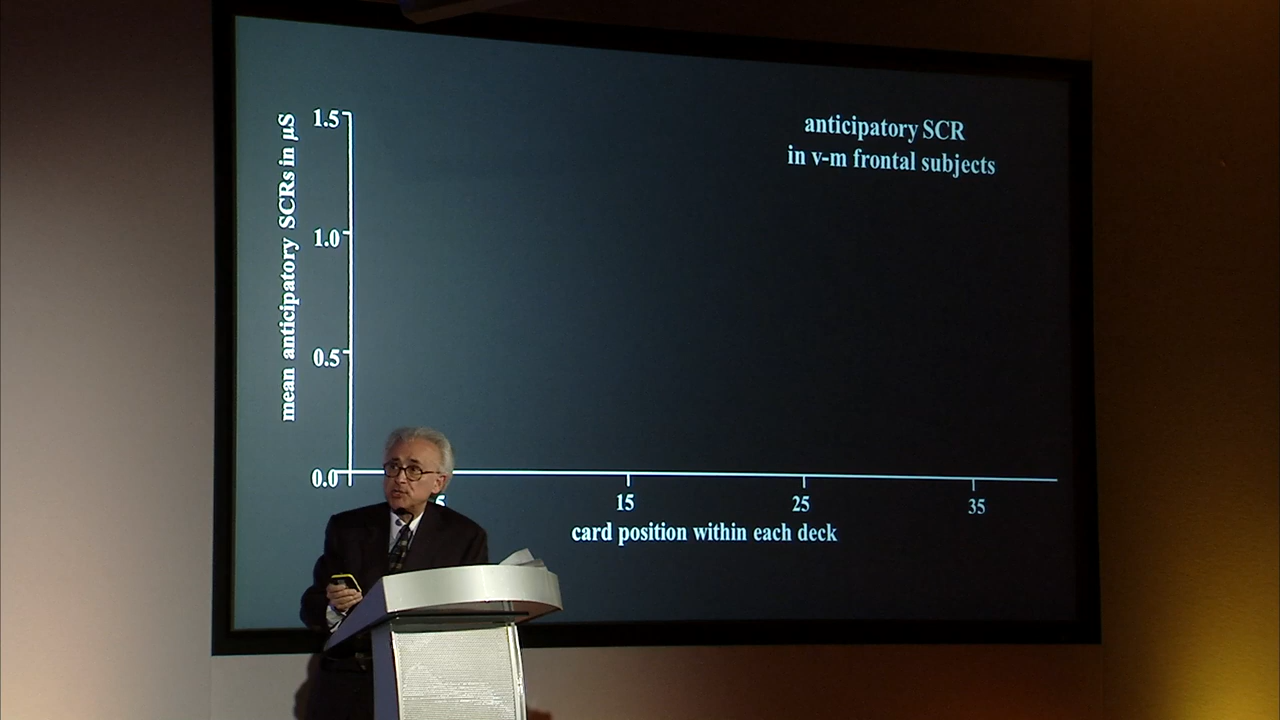 anticipatory SCR
in v-m frontal subjects
mean anticipatory SCRs in µS
1.5
1.0
0.5
0.0
5
15
25
35
card position within each deck